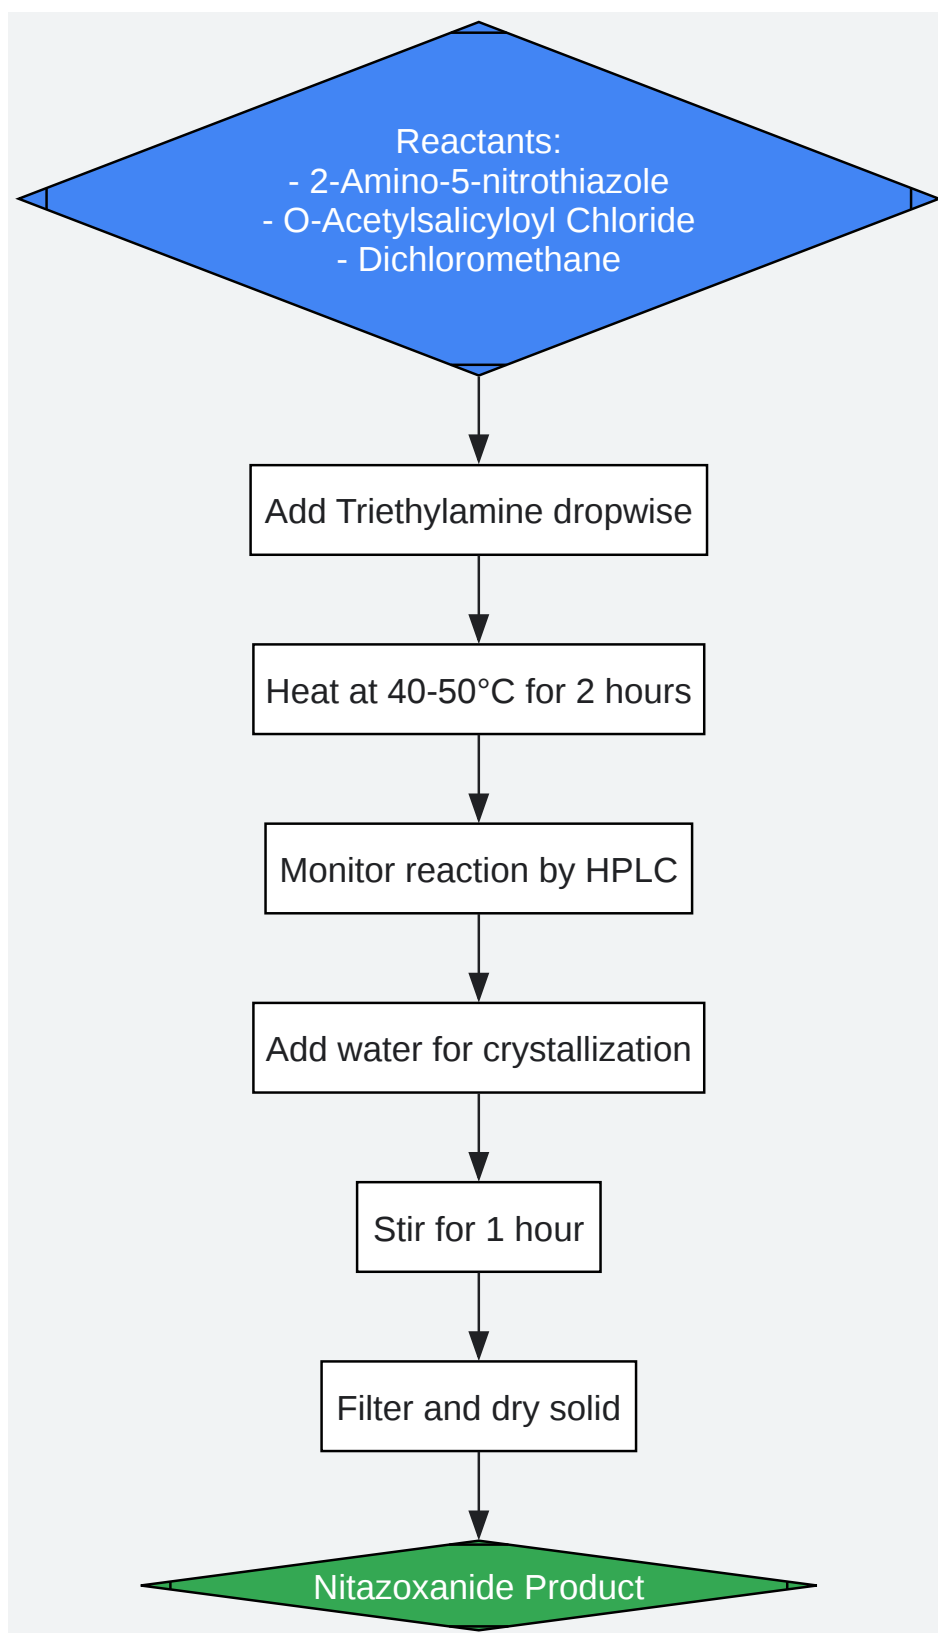 Reactants:
- 2-Amino-5-nitrothiazole
- O-Acetylsalicyloyl Chloride
- Dichloromethane
Add Triethylamine dropwise
Heat at 40-50°C for 2 hours
Monitor reaction by HPLC
Add water for crystallization
Stir for 1 hour
Filter and dry solid
Nitazoxanide Product